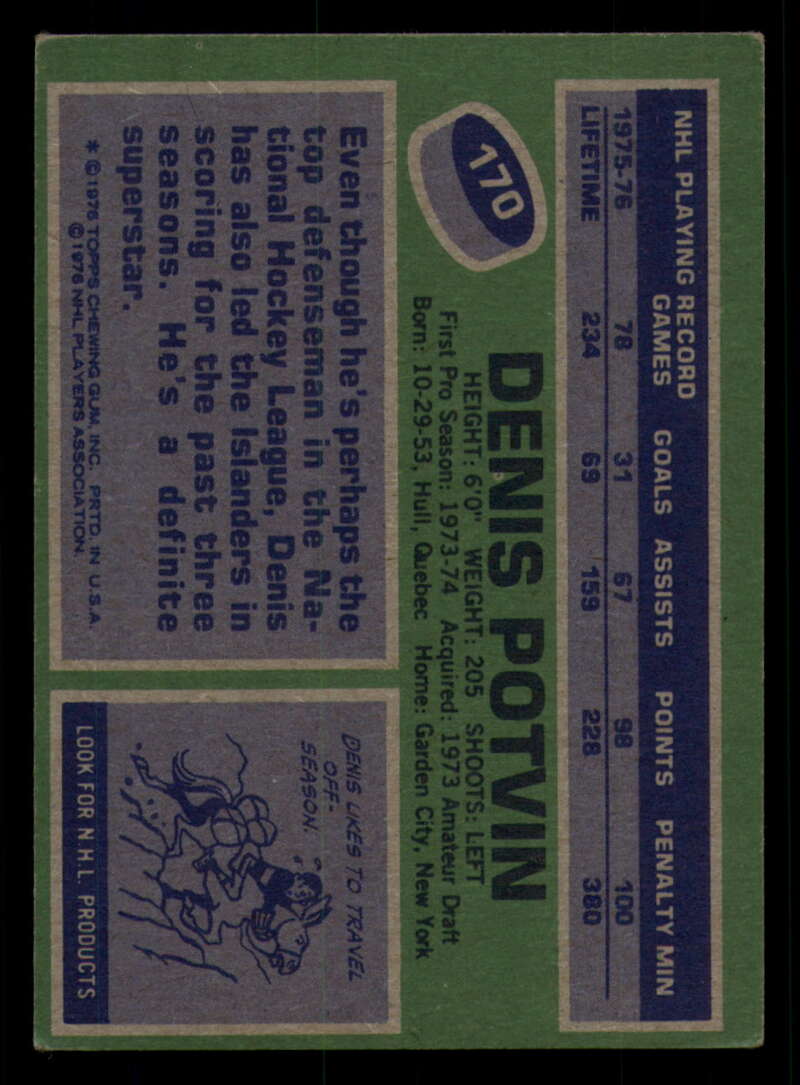 170
NHL PLAYING RECORD
GAMES GOALS ASSISTS POINTS PENALTY MIN
1975-76 78 31 67 98 100
LIFETIME 234 69 159 228 380
DENIS POTVIN
HEIGHT: 6'0" WEIGHT: 205 SHOOTS: LEFT
First Pro Season: 1973-74 Acquired: 1973 Amateur Draft
Born: 10-29-53, Hull, Quebec Home: Garden City, New York
Even though he's perhaps the
top defenseman in the Na-
tional Hockey League, Denis
has also led the Islanders in
scoring for the past three
seasons. He's a definite
superstar.
* © 1976 TOPPS CHEWING GUM, INC. PRTD. IN U.S.A.
© 1976 NHL PLAYERS ASSOCIATION.
DENIS LIKES TO TRAVEL
OFF-
SEASON.
LOOK FOR N.H.L. PRODUCTS